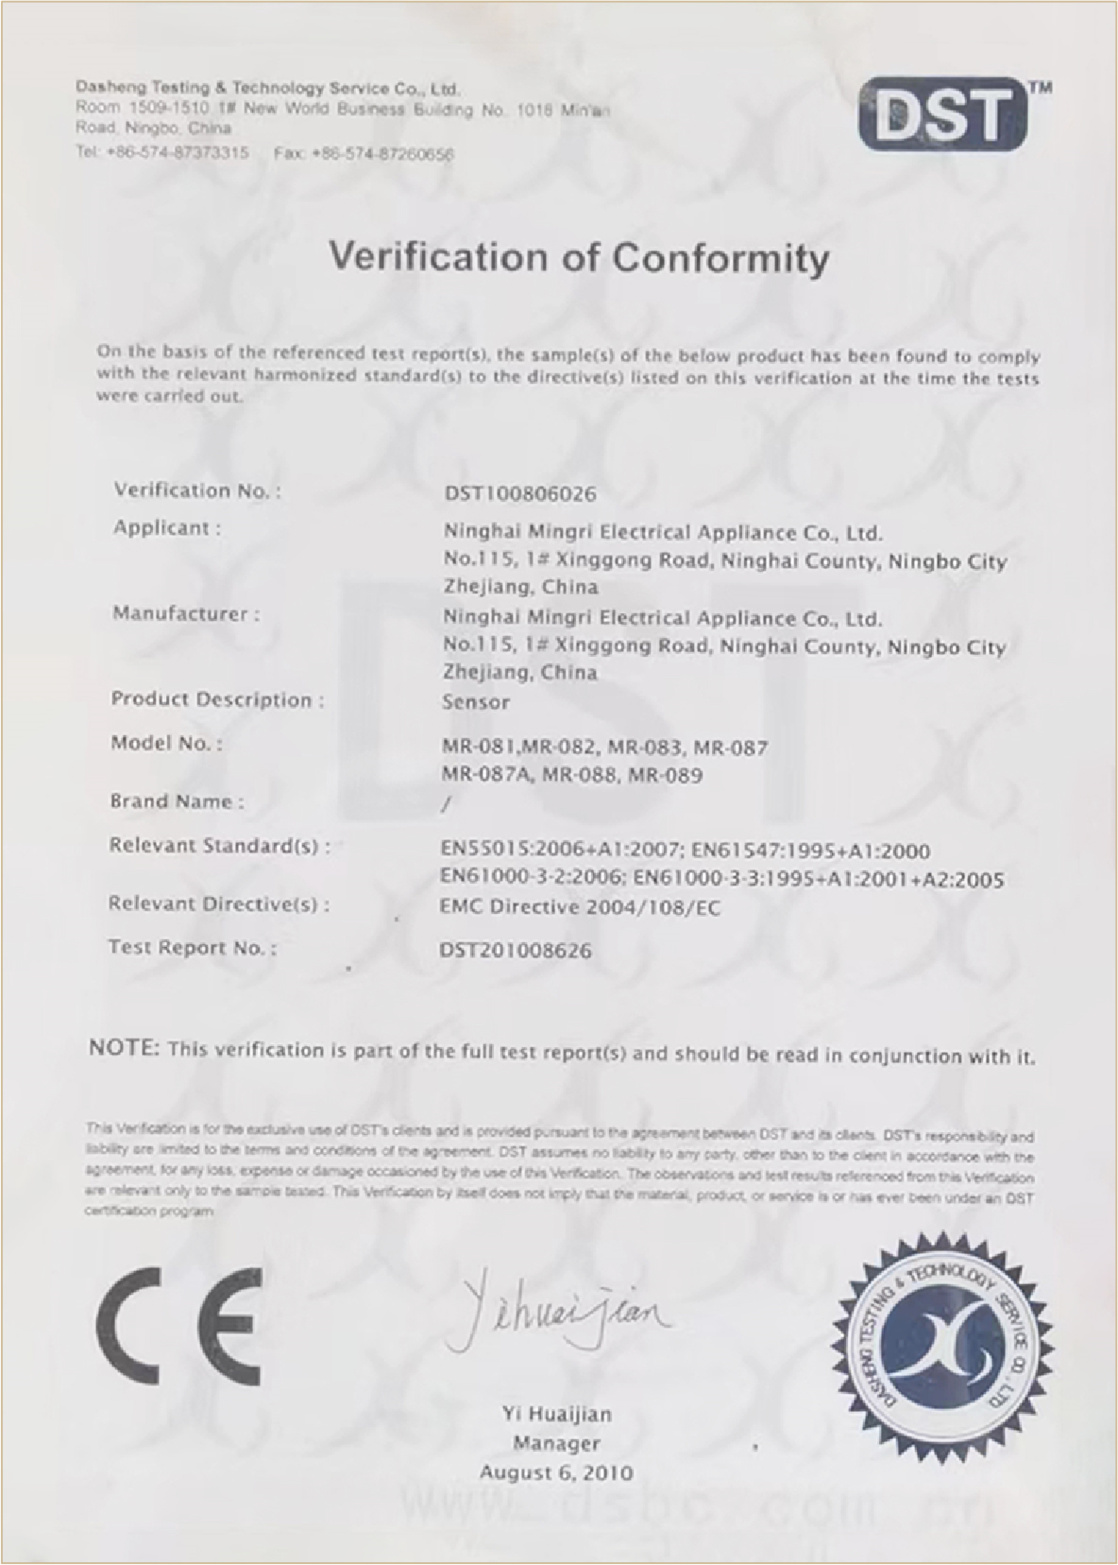 Dasheng Testing & Technology Service Co., Ltd.
Room 1509-1510 1# New World Business Building No. 1018 Min'an
Road, Ningbo, China
Tel: +86-574-87373315 Fax: +86-574-87260656
DST™
Verification of Conformity
On the basis of the referenced test report(s), the sample(s) of the below product has been found to comply
with the relevant harmonized standard(s) to the directive(s) listed on this verification at the time the tests
were carried out.
Verification No. : DST100806026
Applicant : Ninghai Mingri Electrical Appliance Co., Ltd.
No.115, 1# Xinggong Road, Ninghai County, Ningbo City
Zhejiang, China
Manufacturer : Ninghai Mingri Electrical Appliance Co., Ltd.
No.115, 1# Xinggong Road, Ninghai County, Ningbo City
Zhejiang, China
Product Description : Sensor
Model No. : MR-081,MR-082, MR-083, MR-087
MR-087A, MR-088, MR-089
Brand Name : /
Relevant Standard(s) : EN55015:2006+A1:2007; EN61547:1995+A1:2000
EN61000-3-2:2006; EN61000-3-3:1995+A1:2001+A2:2005
Relevant Directive(s) : EMC Directive 2004/108/EC
Test Report No. : DST201008626
NOTE: This verification is part of the full test report(s) and should be read in conjunction with it.
This Verification is for the exclusive use of DST's clients and is provided pursuant to the agreement between DST and its clients. DST's responsibility and
liability are limited to the terms and conditions of the agreement. DST assumes no liability to any party, other than to the client in accordance with the
agreement, for any loss, expense or damage occasioned by the use of this Verification. The observations and test results referenced from this Verification
are relevant only to the sample tested. This Verification by itself does not imply that the material, product, or service is or has ever been under an DST
certification program
CE
Yihuaijian
DASHENG TESTING & TECHNOLOGY SERVICE CO., LTD
Yi Huaijian
Manager
August 6, 2010
www.dsbc.com.cn